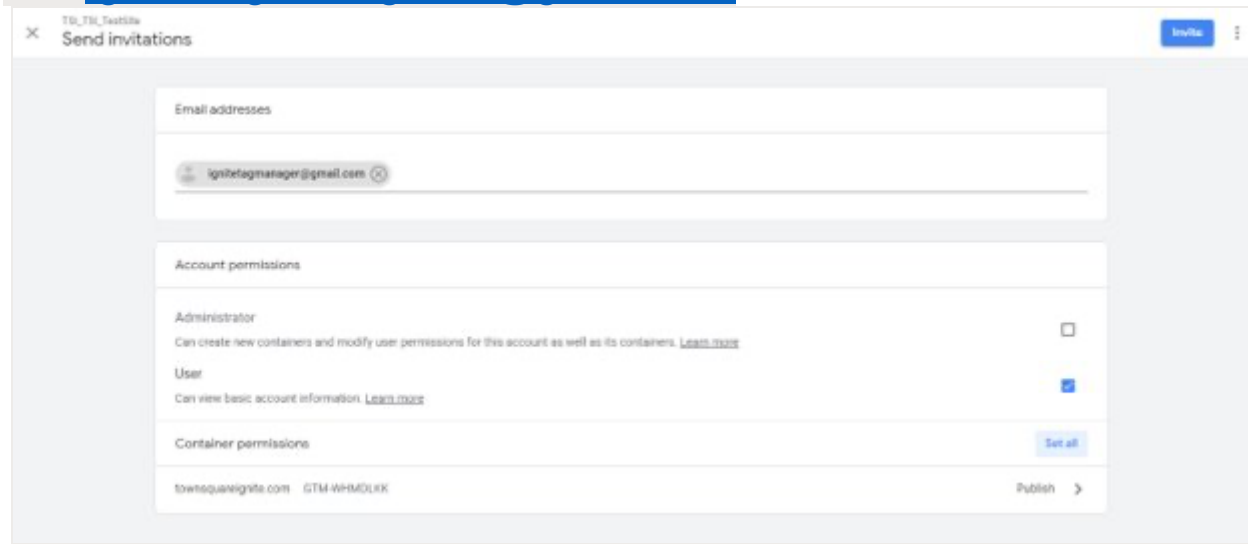 TSI_TSI_TestSite
Send invitations
Invite
Email addresses
ignitetagmanager@gmail.com
Account permissions
Administrator
Can create new containers and modify user permissions for this account as well as its containers. Learn more
User
Can view basic account information. Learn more
Container permissions
Set all
townsquareignite.com GTM-WHMDLKK
Publish